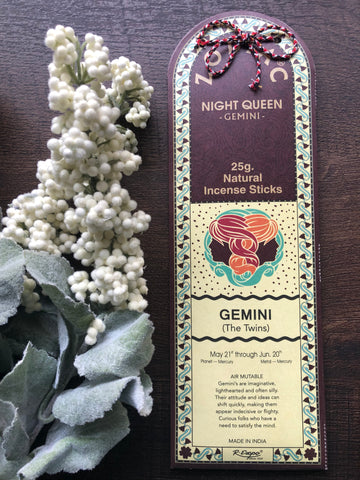 NIGHT QUEEN
-GEMINI-
25g.
Natural
Incense Sticks
GEMINI
(The Twins)
May 21st through Jun. 20th
Planet — Mercury Metal — Mercury
AIR MUTABLE
Gemini's are imaginative,
lighthearted and often silly.
Their attitude and ideas can
shift quickly, making them
appear indecisive or flighty.
Curious folks who have a
need to satisfy the mind.
MADE IN INDIA
R-Expo